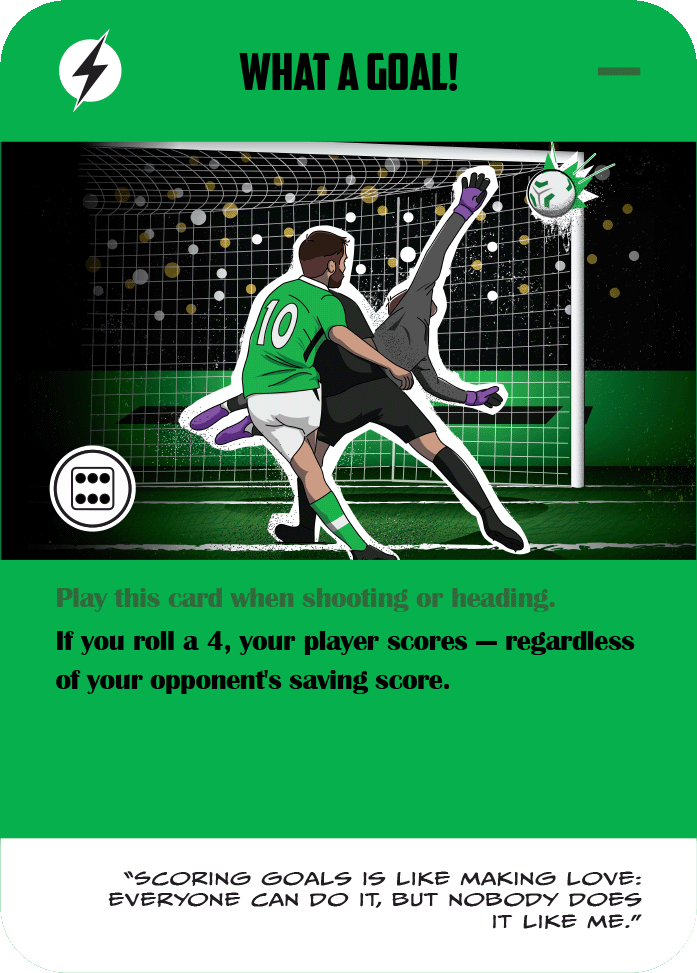 WHAT A GOAL!
10
Play this card when shooting or heading.
If you roll a 4, your player scores — regardless
of your opponent's saving score.
“SCORING GOALS IS LIKE MAKING LOVE:
EVERYONE CAN DO IT, BUT NOBODY DOES
IT LIKE ME.”